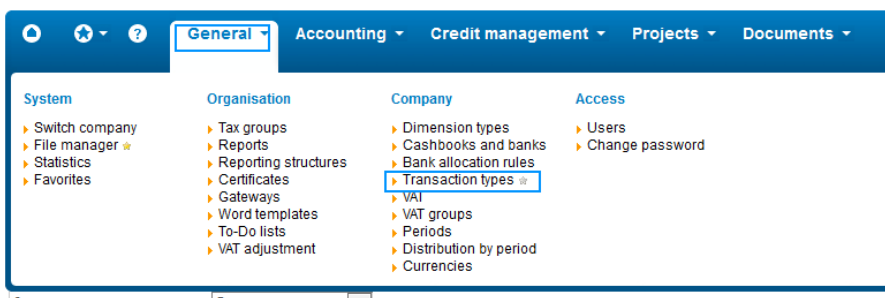 ? General Accounting Credit management Projects Documents
System
Switch company
File manager
Statistics
Favorites
Organisation
Tax groups
Reports
Reporting structures
Certificates
Gateways
Word templates
To-Do lists
VAT adjustment
Company
Dimension types
Cashbooks and banks
Bank allocation rules
Transaction types
VAT
VAT groups
Periods
Distribution by period
Currencies
Access
Users
Change password